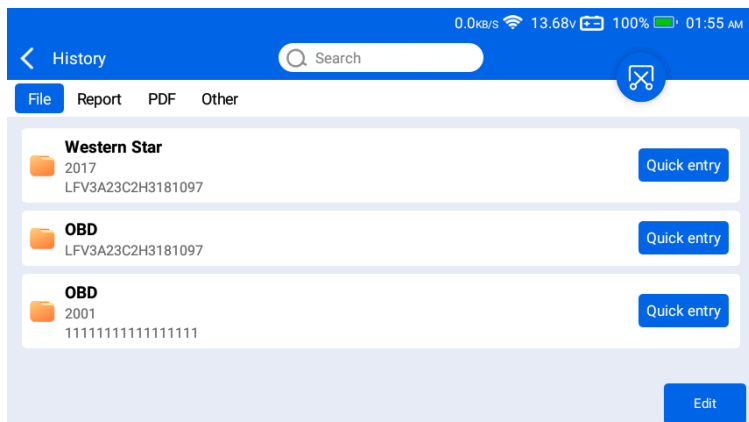 0.0KB/S 13.68V 100% 01:55 AM
History Search
File Report PDF Other
Western Star
2017
LFV3A23C2H3181097
Quick entry
OBD
LFV3A23C2H3181097
Quick entry
OBD
2001
11111111111111111
Quick entry
Edit